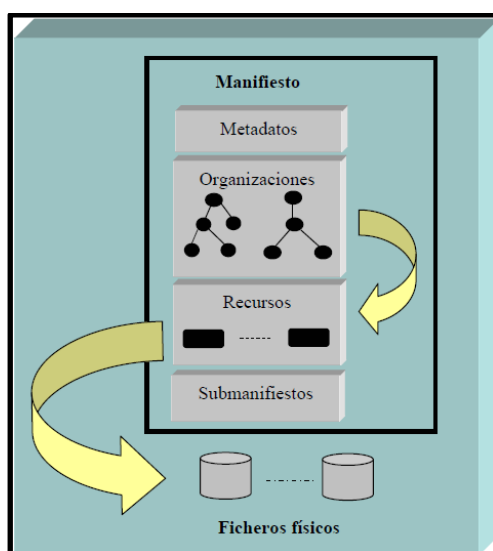 Manifiesto
Metadatos
Organizaciones
Recursos
Submanifiestos
Ficheros físicos